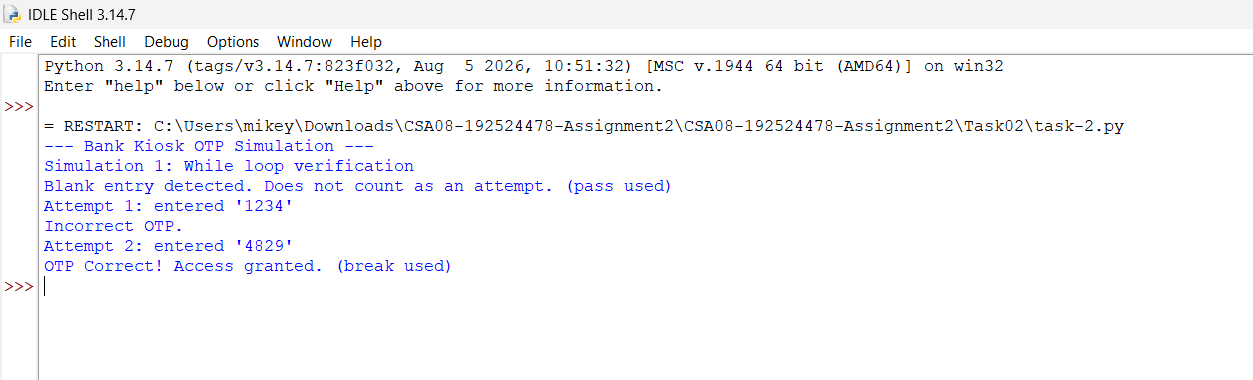 IDLE Shell 3.14.7
File Edit Shell Debug Options Window Help
Python 3.14.7 (tags/v3.14.7:823f032, Aug  5 2026, 10:51:32) [MSC v.1944 64 bit (AMD64)] on win32
Enter "help" below or click "Help" above for more information.
>>>
= RESTART: C:\Users\mikey\Downloads\CSA08-192524478-Assignment2\CSA08-192524478-Assignment2\Task02\task-2.py
--- Bank Kiosk OTP Simulation ---
Simulation 1: While loop verification
Blank entry detected. Does not count as an attempt. (pass used)
Attempt 1: entered '1234'
Incorrect OTP.
Attempt 2: entered '4829'
OTP Correct! Access granted. (break used)
>>>